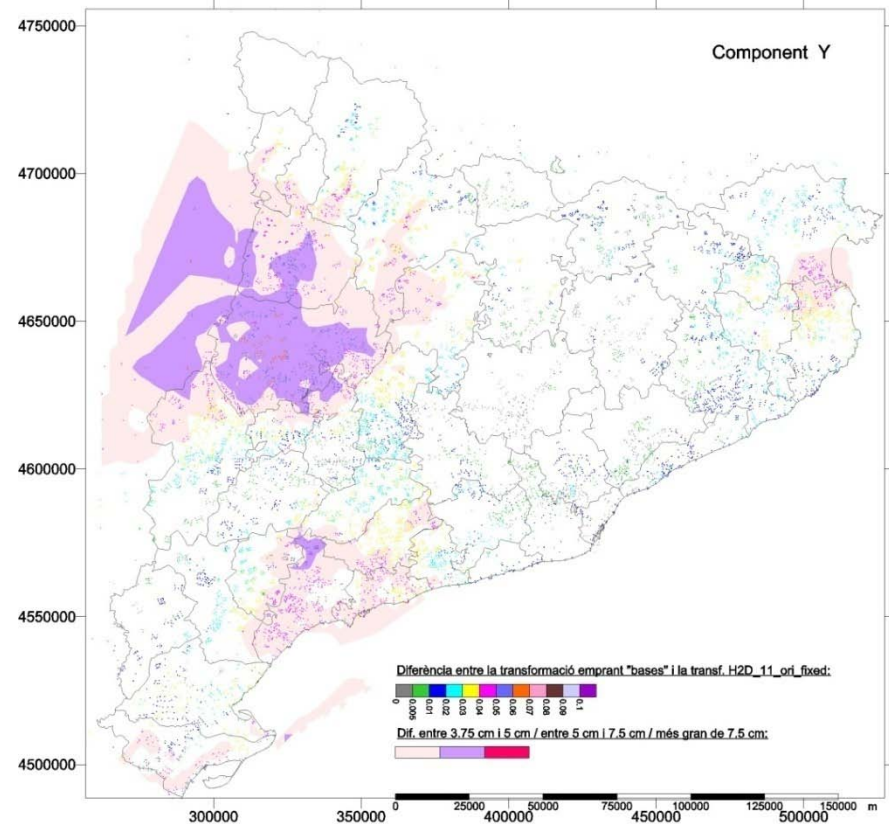 4750000
Component Y
4700000
4650000
4600000
4550000
4500000
Diferència entre la transformació emprant "bases" i la transf. H2D_11_ori_fixed:
0 0.005 0.01 0.02 0.03 0.04 0.05 0.06 0.07 0.08 0.09 0.1
Dif. entre 3.75 cm i 5 cm / entre 5 cm i 7.5 cm / més gran de 7.5 cm:
0 25000 50000 75000 100000 125000 150000 m
300000 350000 400000 450000 500000